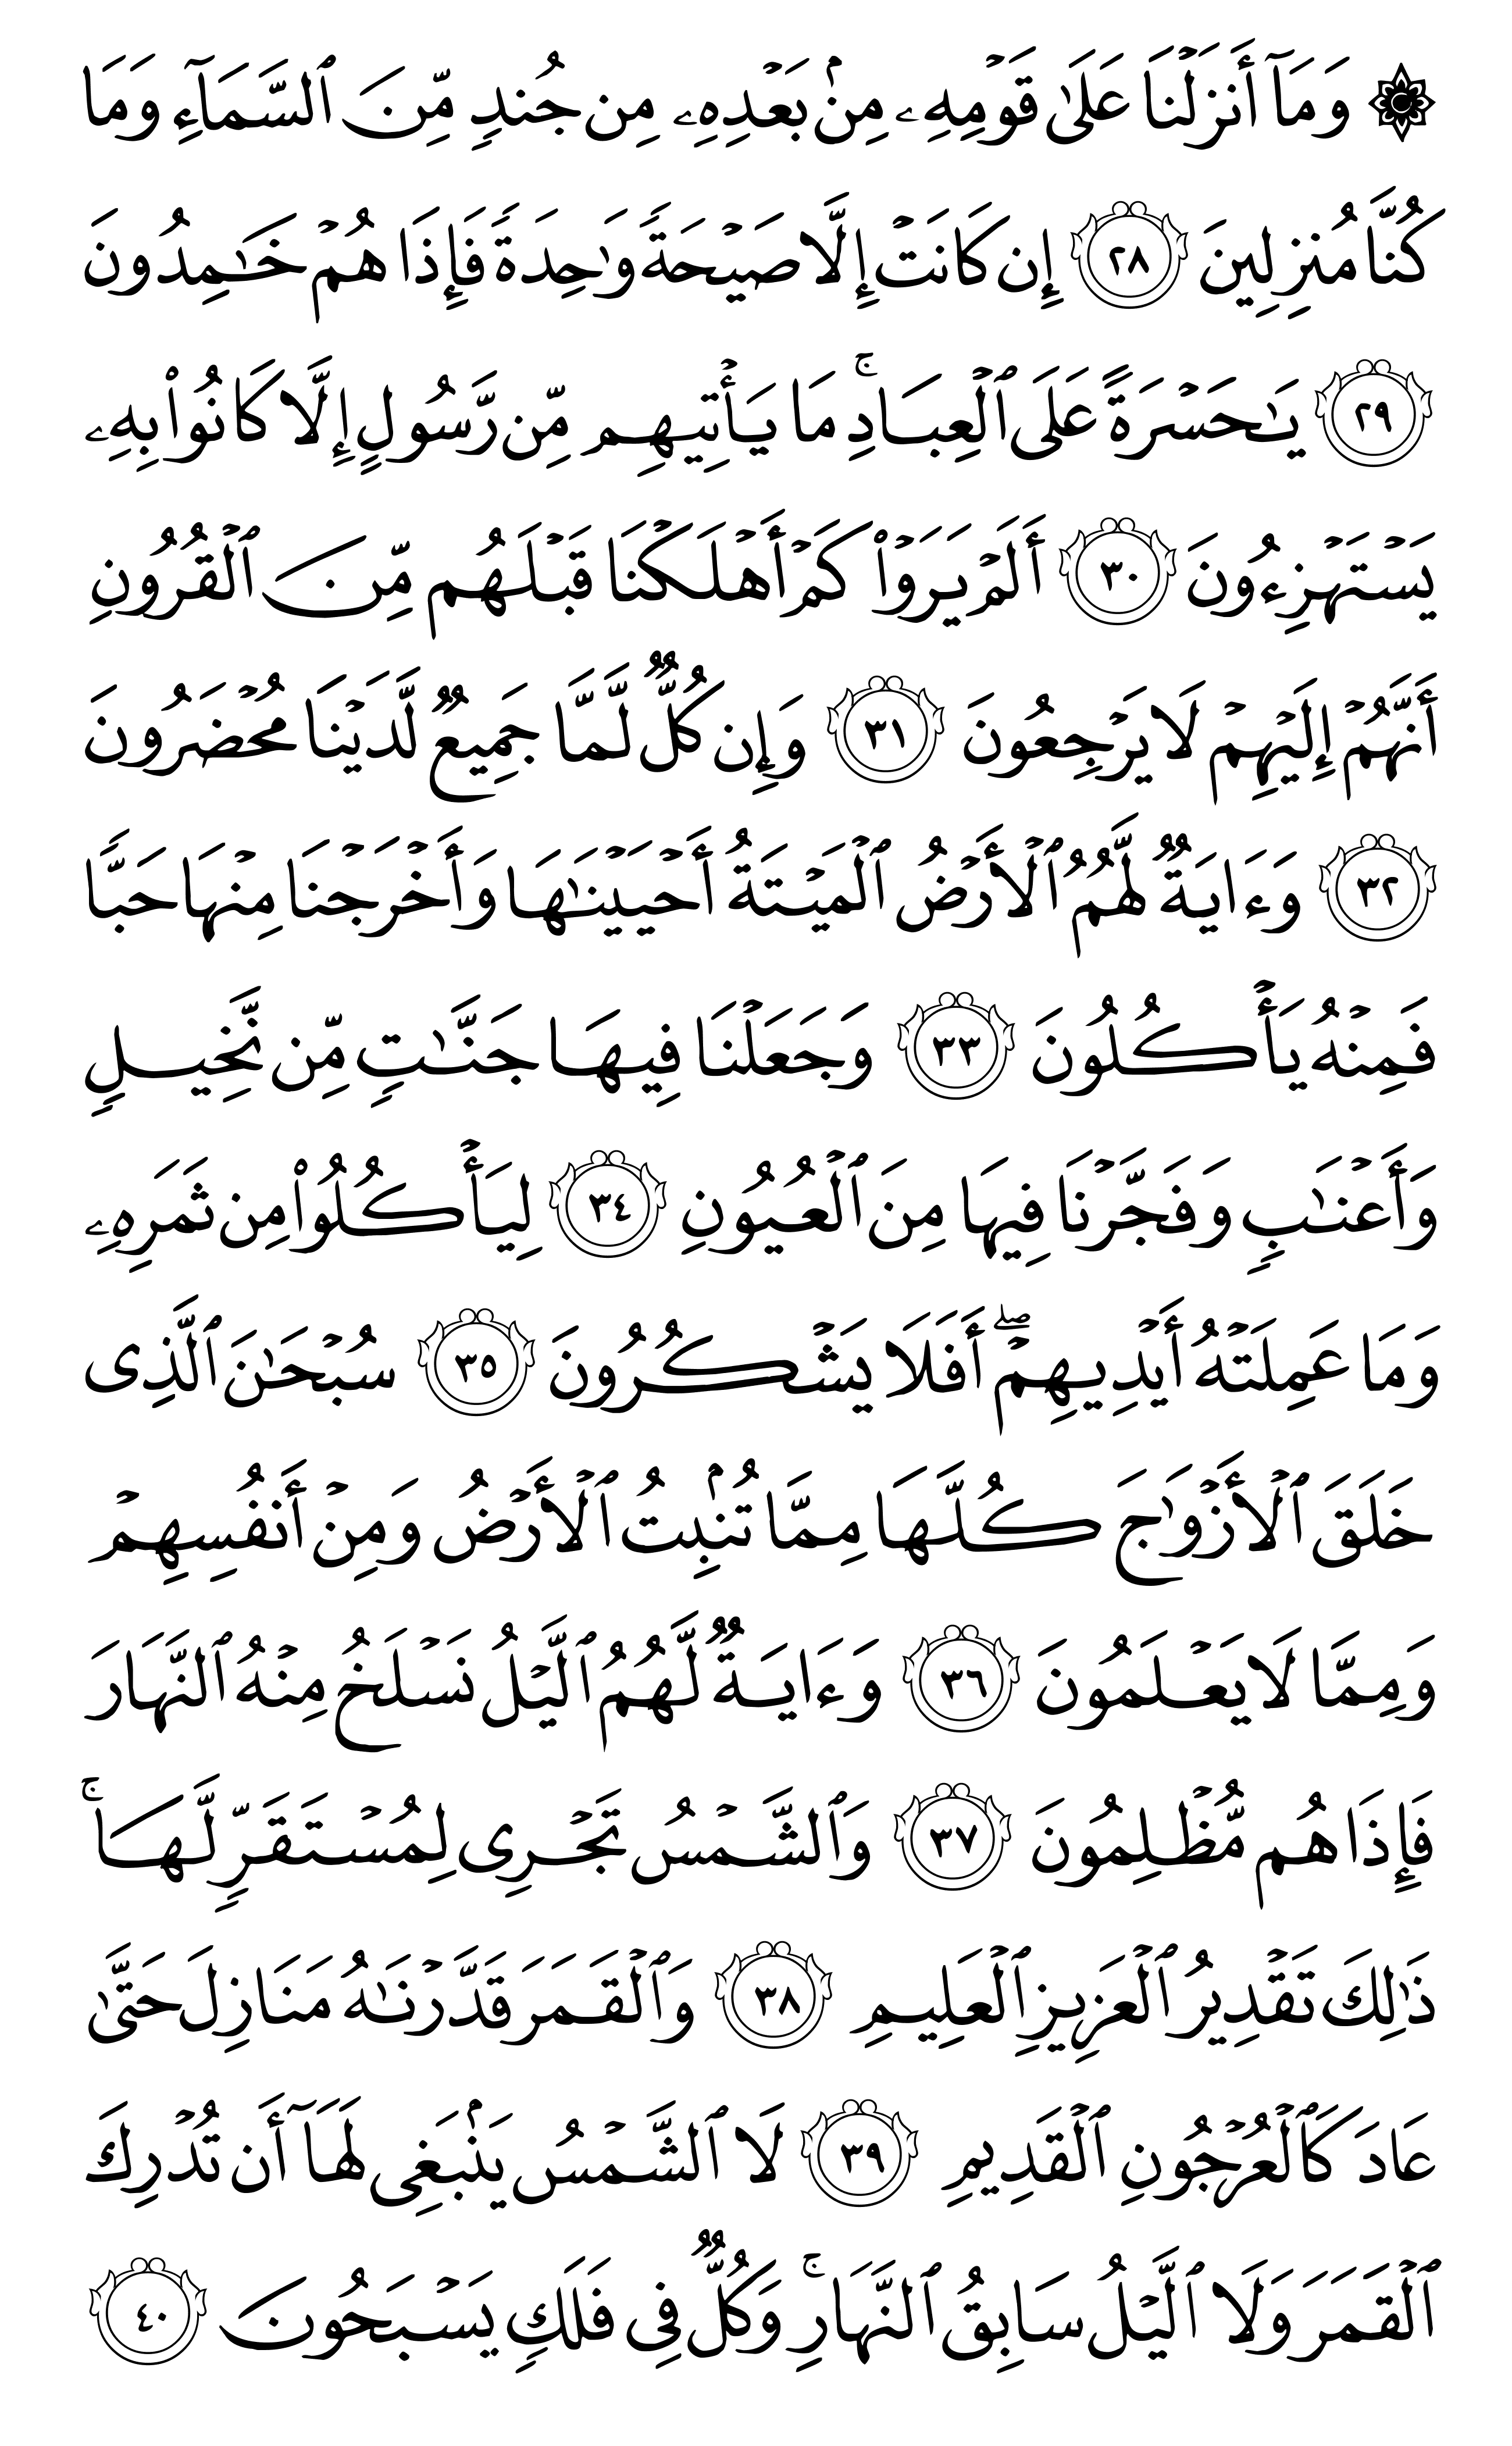 ۞ وَمَآ أَنزَلْنَا عَلَىٰ قَوْمِهِۦ مِنۢ بَعْدِهِۦ مِن جُندٍ مِّنَ ٱلسَّمَآءِ وَمَا
كُنَّا مُنزِلِينَ ٢٨ إِن كَانَتْ إِلَّا صَيْحَةً وَٰحِدَةً فَإِذَا هُمْ خَـٰمِدُونَ
٢٩ يَـٰحَسْرَةً عَلَى ٱلْعِبَادِ ۚ مَا يَأْتِيهِم مِّن رَّسُولٍ إِلَّا كَانُوا۟ بِهِۦ
يَسْتَهْزِءُونَ ٣٠ أَلَمْ يَرَوْا۟ كَمْ أَهْلَكْنَا قَبْلَهُم مِّنَ ٱلْقُرُونِ
أَنَّهُمْ إِلَيْهِمْ لَا يَرْجِعُونَ ٣١ وَإِن كُلٌّ لَّمَّا جَمِيعٌ لَّدَيْنَا مُحْضَرُونَ
٣٢ وَءَايَةٌ لَّهُمُ ٱلْأَرْضُ ٱلْمَيْتَةُ أَحْيَيْنَـٰهَا وَأَخْرَجْنَا مِنْهَا حَبًّا
فَمِنْهُ يَأْكُلُونَ ٣٣ وَجَعَلْنَا فِيهَا جَنَّـٰتٍ مِّن نَّخِيلٍ
وَأَعْنَـٰبٍ وَفَجَّرْنَا فِيهَا مِنَ ٱلْعُيُونِ ٣٤ لِيَأْكُلُوا۟ مِن ثَمَرِهِۦ
وَمَا عَمِلَتْهُ أَيْدِيهِمْ ۖ أَفَلَا يَشْكُرُونَ ٣٥ سُبْحَـٰنَ ٱلَّذِى
خَلَقَ ٱلْأَزْوَٰجَ كُلَّهَا مِمَّا تُنۢبِتُ ٱلْأَرْضُ وَمِنْ أَنفُسِهِمْ
وَمِمَّا لَا يَعْلَمُونَ ٣٦ وَءَايَةٌ لَّهُمُ ٱلَّيْلُ نَسْلَخُ مِنْهُ ٱلنَّهَارَ
فَإِذَا هُم مُّظْلِمُونَ ٣٧ وَٱلشَّمْسُ تَجْرِى لِمُسْتَقَرٍّ لَّهَا ۚ
ذَٰلِكَ تَقْدِيرُ ٱلْعَزِيزِ ٱلْعَلِيمِ ٣٨ وَٱلْقَمَرَ قَدَّرْنَـٰهُ مَنَازِلَ حَتَّىٰ
عَادَ كَٱلْعُرْجُونِ ٱلْقَدِيمِ ٣٩ لَا ٱلشَّمْسُ يَنۢبَغِى لَهَآ أَن تُدْرِكَ
ٱلْقَمَرَ وَلَا ٱلَّيْلُ سَابِقُ ٱلنَّهَارِ ۚ وَكُلٌّ فِى فَلَكٍ يَسْبَحُونَ ٤٠